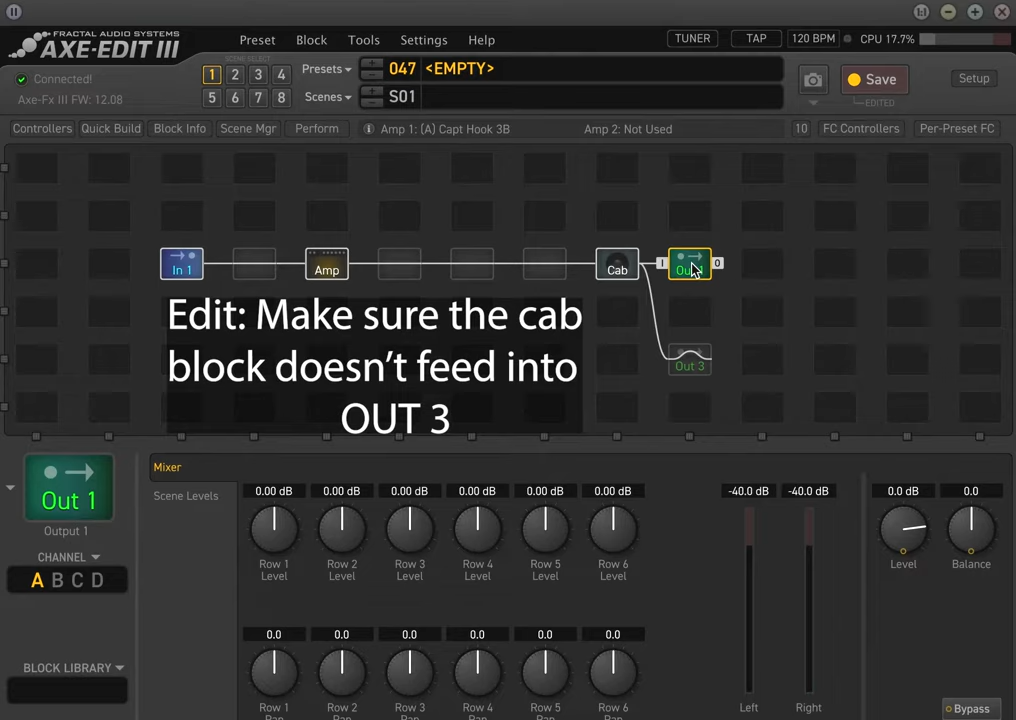 FRACTAL AUDIO SYSTEMS
AXE-EDIT III
Preset Block Tools Settings Help
TUNER TAP 120 BPM CPU 17.7%
Connected!
Axe-Fx III FW: 12.08
SCENE SELECT
1 2 3 4
5 6 7 8
Presets 047 <EMPTY>
Scenes S01
Save
EDITED
Setup
Controllers Quick Build Block Info Scene Mgr Perform Amp 1: (A) Capt Hook 3B Amp 2: Not Used 10 FC Controllers Per-Preset FC
In 1 Amp Cab I Out 1 O
Out 3
Edit: Make sure the cab
block doesn't feed into
OUT 3
Out 1
Output 1
CHANNEL
A B C D
BLOCK LIBRARY
Mixer
Scene Levels
0.00 dB 0.00 dB 0.00 dB 0.00 dB 0.00 dB 0.00 dB -40.0 dB -40.0 dB 0.0 dB 0.0
Row 1 Row 2 Row 3 Row 4 Row 5 Row 6 Level Balance
Level Level Level Level Level Level
0.0 0.0 0.0 0.0 0.0 0.0
Row 1 Row 2 Row 3 Row 4 Row 5 Row 6 Left Right
Pan Pan Pan Pan Pan Pan
Bypass